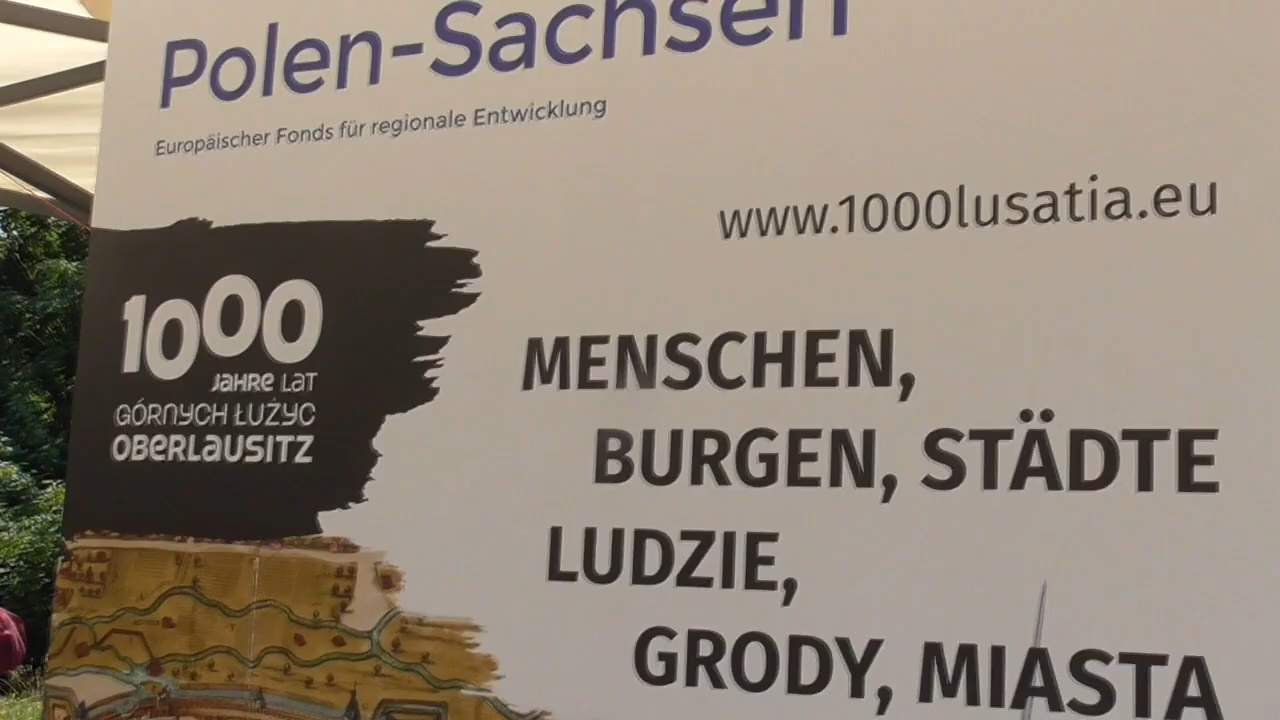 Polen-Sachsen
Europäischer Fonds für regionale Entwicklung
www.1000lusatia.eu
1000
JAHRE LAT
GÓRNYCH ŁUŻYC
OBERLAUSITZ
MENSCHEN,
BURGEN, STÄDTE
LUDZIE,
GRODY, MIASTA